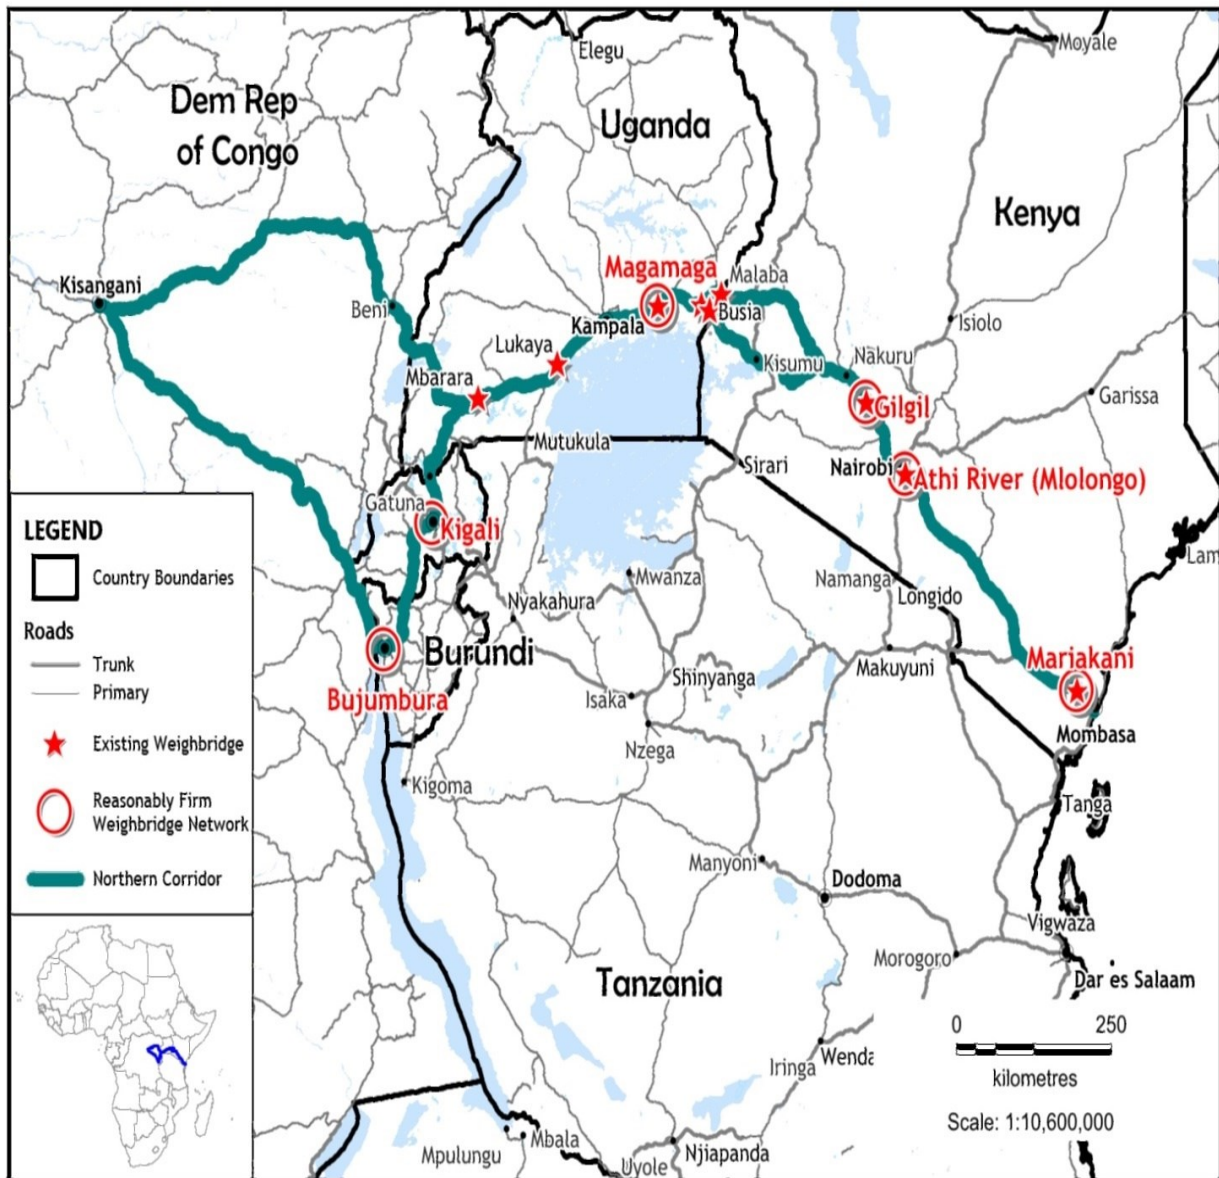 Moyale
Elegu
Dem Rep
of Congo
Uganda
Kenya
Magamaga
Malaba
Kisangani
Beni
Kampala
Busia
Isiolo
Lukaya
Kisumu
Nakuru
Mbarara
Garissa
Gilgil
Mutukula
Sirari
Nairobi
Athi River (Mlolongo)
Gatuna
Kigali
LEGEND
Country Boundaries
Roads
Trunk
Primary
Existing Weighbridge
Reasonably Firm
Weighbridge Network
Northern Corridor
Lam
Mwanza
Namanga
Longido
Nyakahura
Burundi
Makuyuni
Mariakani
Bujumbura
Shinyanga
Isaka
Nzega
Mombasa
Kigoma
Tanga
Manyoni
Dodoma
Vigwaza
Morogoro
Dar es Salaam
Tanzania
0 250
kilometres
Scale: 1:10,600,000
Iringa
Wenda
Mpulungu
Mbala
Uyole
Njiapanda